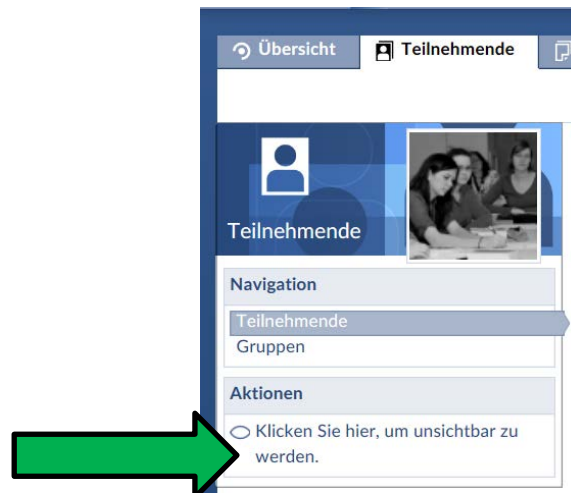 Übersicht Teilnehmende
Teilnehmende
Navigation
Teilnehmende
Gruppen
Aktionen
Klicken Sie hier, um unsichtbar zu
werden.